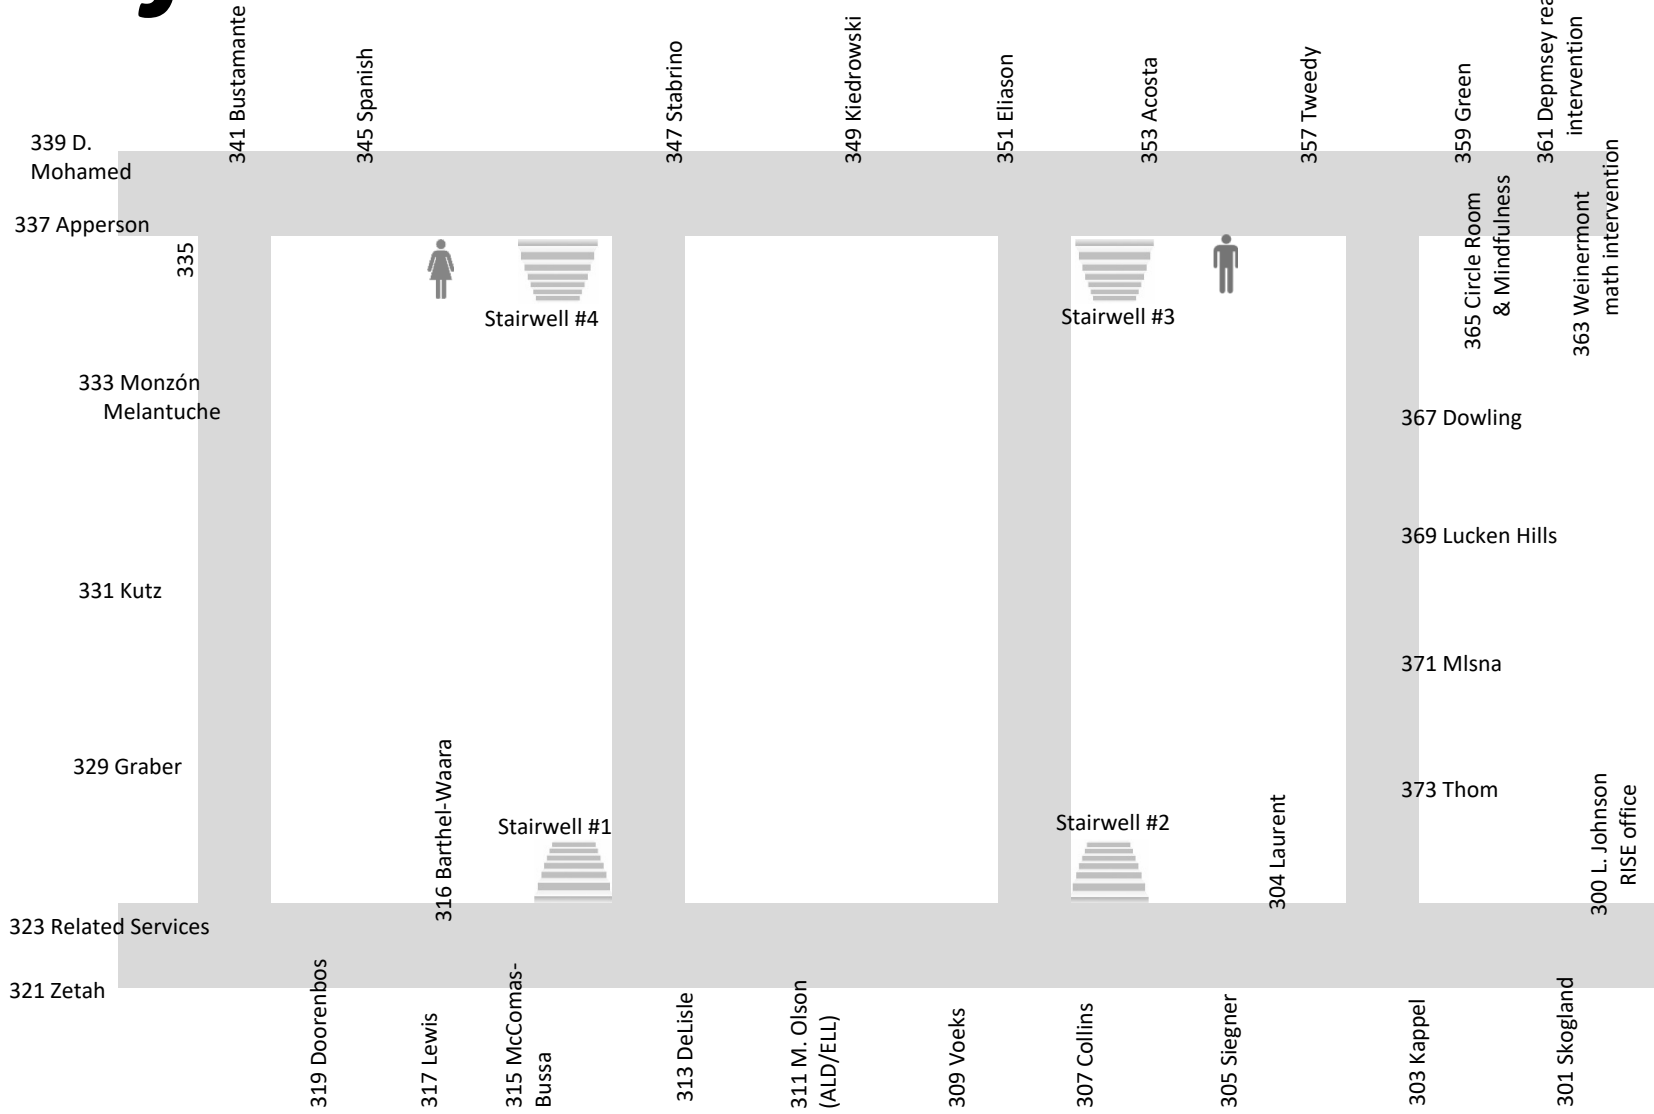 341 Bustamante
345 Spanish
347 Stabrino
349 Kiedrowski
351 Eliason
353 Acosta
357 Tweedy
359 Green
361 Depmsey
intervention
339 D.
Mohamed
337 Apperson
335
Stairwell #4
Stairwell #3
365 Circle Room
& Mindfulness
363 Weinermont
math intervention
333 Monzón
Melantuche
367 Dowling
369 Lucken Hills
331 Kutz
371 Mlsna
329 Graber
373 Thom
316 Barthel-Waara
Stairwell #1
Stairwell #2
304 Laurent
300 L. Johnson
RISE office
323 Related Services
321 Zetah
319 Doorenbos
317 Lewis
315 McComas-
Bussa
313 DeLisle
311 M. Olson
(ALD/ELL)
309 Voeks
307 Collins
305 Siegner
303 Kappel
301 Skogland